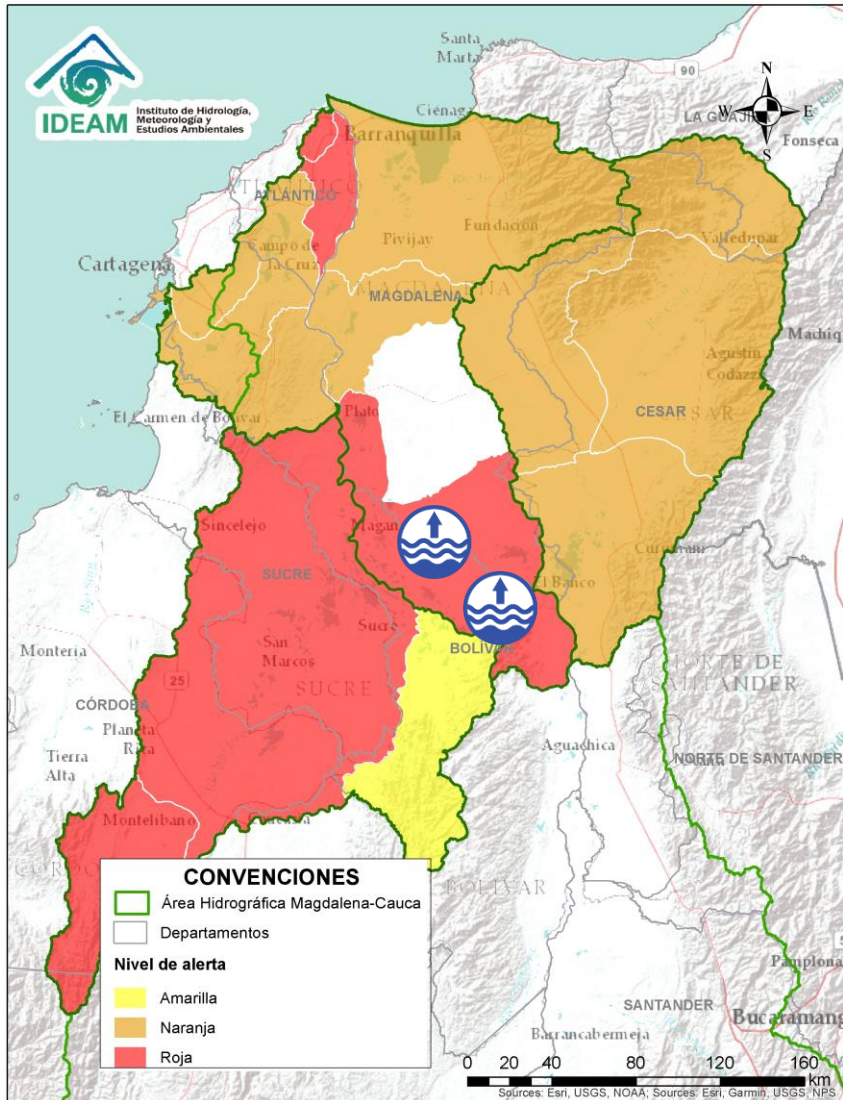 Santa
Marta
90
N
W
E
S
IDEAM
Instituto de Hidrología,
Meteorología y
Estudios Ambientales
Ciénaga
LA GUAJI
Fonseca
Barranquilla
ATLÁNTICO
Fundación
Campo de
la Cruz
Pivijay
Valledupar
Cartagena
MAGDALENA
MAGDALENA
Machiq
Agustín
Codazzi
El Carmen de Bolívar
Plato
CESAR
CESAR
Sincelejo
Magan
Curumaní
SUCRE
El Banco
Sucre
Montería
San
Marcos
BOLÍVAR
25
SUCRE
NORTE DE
SANTANDER
CÓRDOBA
Planeta
Rica
Aguachica
Tierra
Alta
NORTE DE SANTANDER
Montelíbano
BOLÍVAR
CONVENCIONES
Área Hidrográfica Magdalena-Cauca
Departamentos
Nivel de alerta
Amarilla
Naranja
Roja
Pamplona
SANTANDER
Bucaramang
Barrancabermeja
0 20 40 80 120 160
km
Sources: Esri, USGS, NOAA; Sources: Esri, Garmin, USGS, NPS